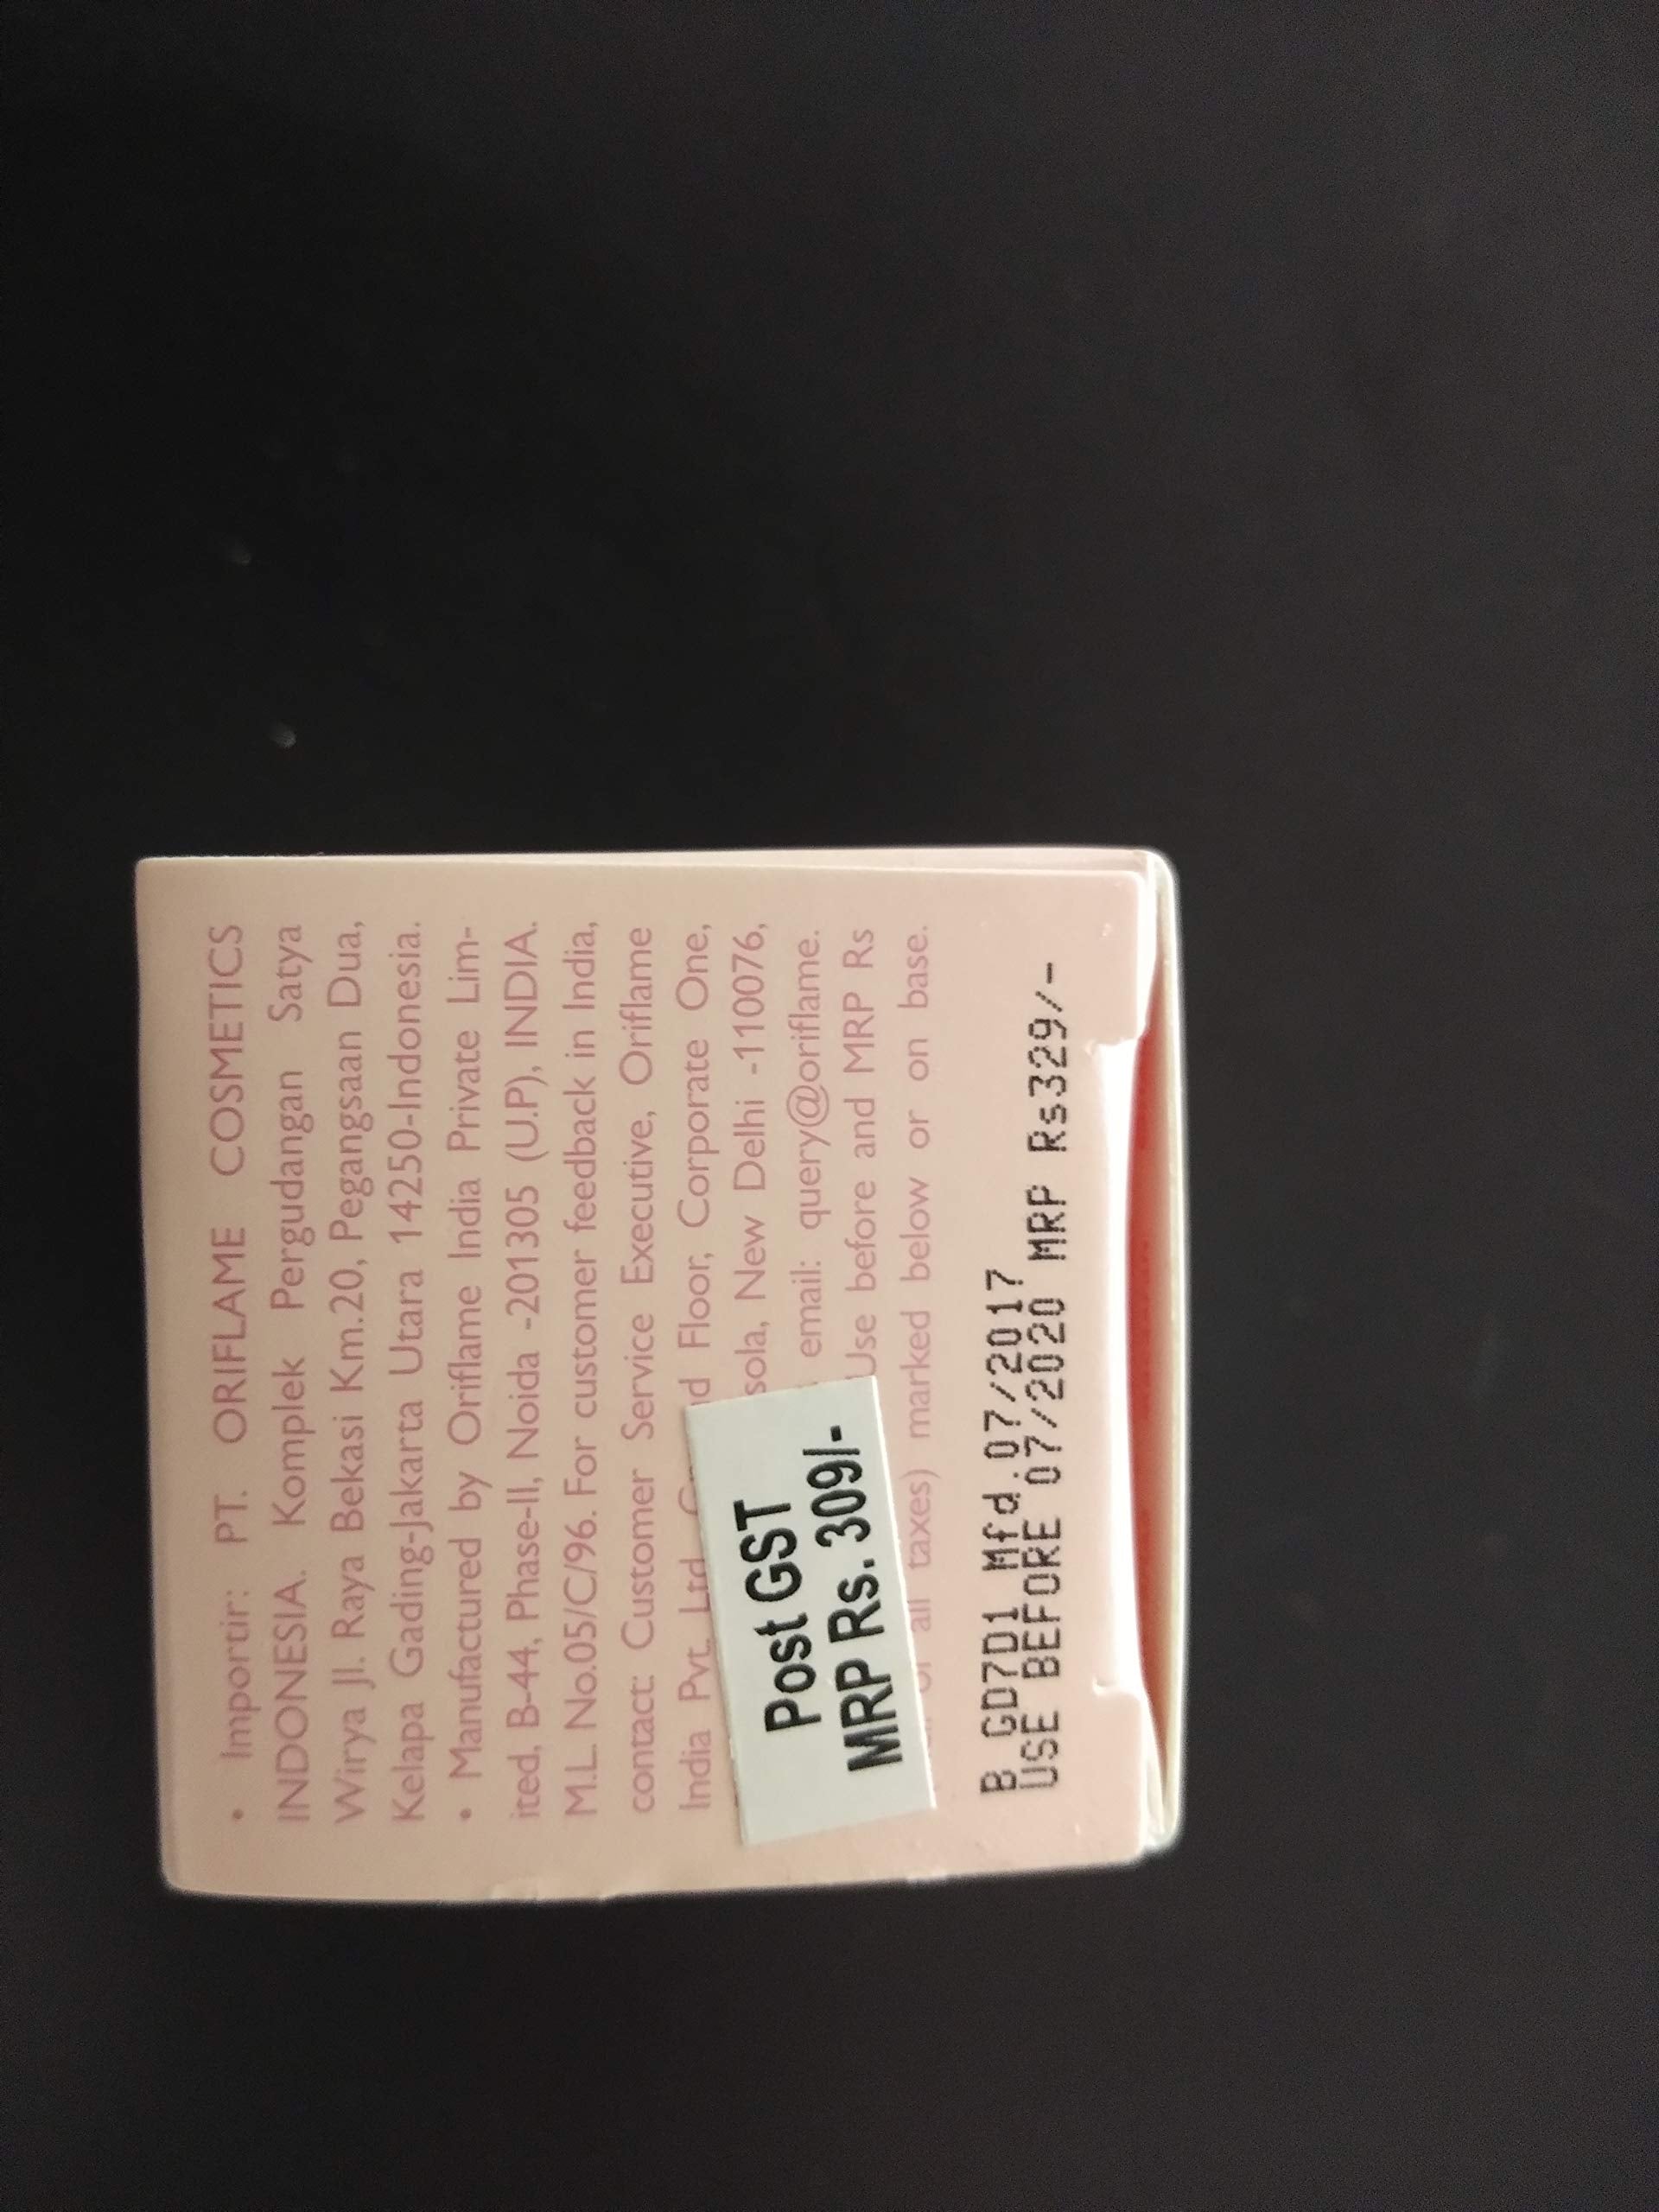 • Importir: PT. ORIFLAME COSMETICS
INDONESIA. Komplek Pergudangan Satya
Wirya Jl. Raya Bekasi Km.20, Pegangsaan Dua,
Kelapa Gading-Jakarta Utara 14250-Indonesia.
• Manufactured by Oriflame India Private Lim-
ited, B-44, Phase-II, Noida -201305 (U.P), INDIA.
M.L. No.05/C/96. For customer feedback in India,
contact: Customer Service Executive, Oriflame
India Pvt. Ltd. Floor, Corporate One,
New Delhi -110076,
email: query@oriflame.
Use before and MRP Rs
all taxes) marked below or on base.
Post GST
MRP Rs. 309/-
B GD7D1 Mfd.07/2017
USE BEFORE 07/2020 MRP Rs329/-